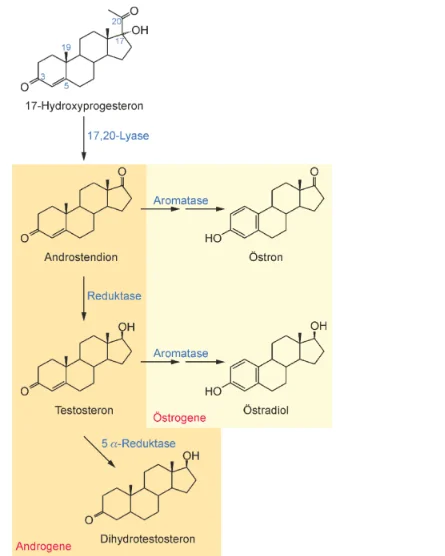 O
20
OH
17
19
3
5
O
17-Hydroxyprogesteron
17,20-Lyase
O
O
Aromatase
O
HO
Androstendion
Östron
Reduktase
OH
OH
Aromatase
O
HO
Testosteron
Östrogene
Östradiol
5 α-Reduktase
OH
O
Dihydrotestosteron
Androgene